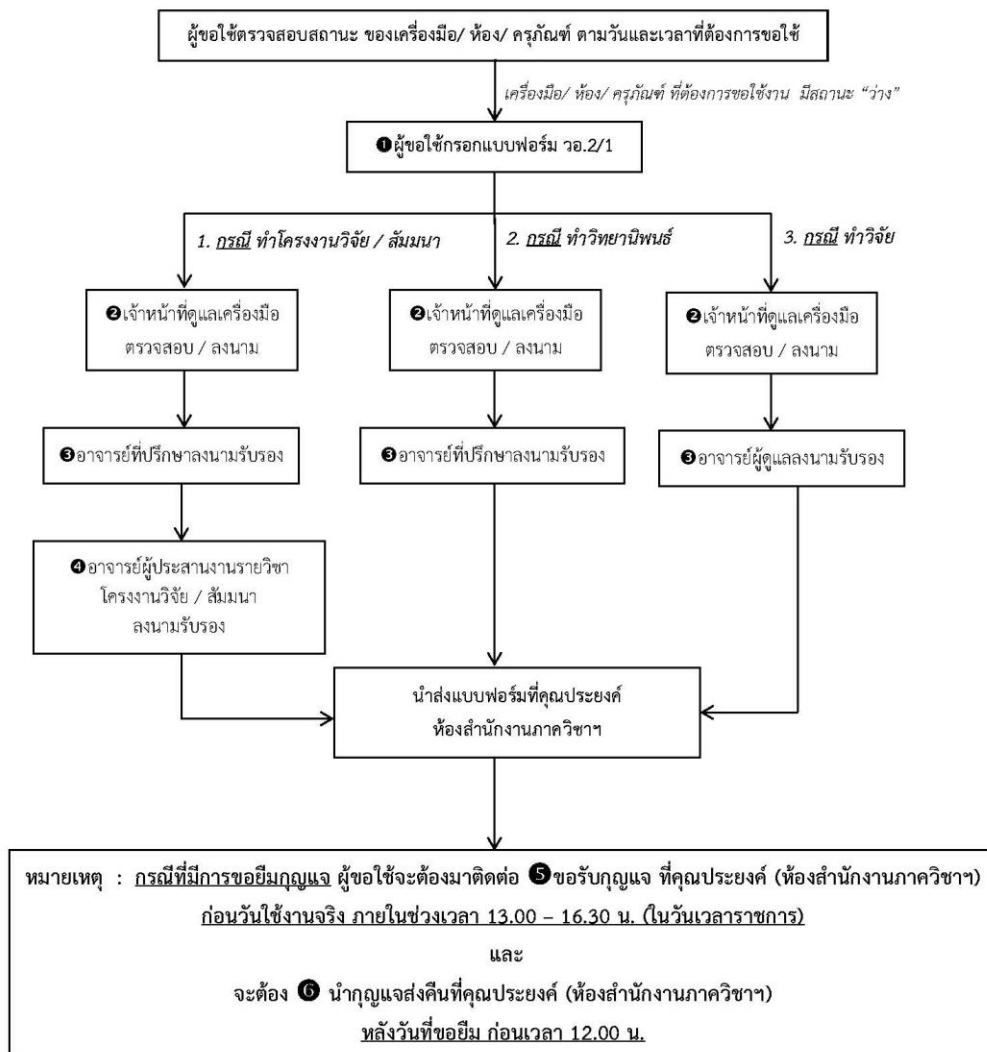 ผู้ขอใช้ตรวจสอบสถานะ ของเครื่องมือ/ ห้อง/ ครุภัณฑ์ ตามวันและเวลาที่ต้องการขอใช้
เครื่องมือ/ ห้อง/ ครุภัณฑ์ ที่ต้องการขอใช้งาน มีสถานะ “ว่าง”
❶ผู้ขอใช้กรอกแบบฟอร์ม วอ.2/1
1. กรณี ทำโครงงานวิจัย / สัมมนา
❷เจ้าหน้าที่ดูแลเครื่องมือ
ตรวจสอบ / ลงนาม
❸อาจารย์ที่ปรึกษาลงนามรับรอง
❹อาจารย์ผู้ประสานงานรายวิชา
โครงงานวิจัย / สัมมนา
ลงนามรับรอง
2. กรณี ทำวิทยานิพนธ์
❷เจ้าหน้าที่ดูแลเครื่องมือ
ตรวจสอบ / ลงนาม
❸อาจารย์ที่ปรึกษาลงนามรับรอง
3. กรณี ทำวิจัย
❷เจ้าหน้าที่ดูแลเครื่องมือ
ตรวจสอบ / ลงนาม
❸อาจารย์ผู้ดูแลลงนามรับรอง
นำส่งแบบฟอร์มที่คุณประยงค์
ห้องสำนักงานภาควิชาฯ
หมายเหตุ : กรณีที่มีการขอยืมกุญแจ ผู้ขอใช้จะต้องมาติดต่อ ❺ขอรับกุญแจ ที่คุณประยงค์ (ห้องสำนักงานภาควิชาฯ)
ก่อนวันใช้งานจริง ภายในช่วงเวลา 13.00 – 16.30 น. (ในวันเวลาราชการ)
และ
จะต้อง ❻ นำกุญแจส่งคืนที่คุณประยงค์ (ห้องสำนักงานภาควิชาฯ)
หลังวันที่ขอยืม ก่อนเวลา 12.00 น.